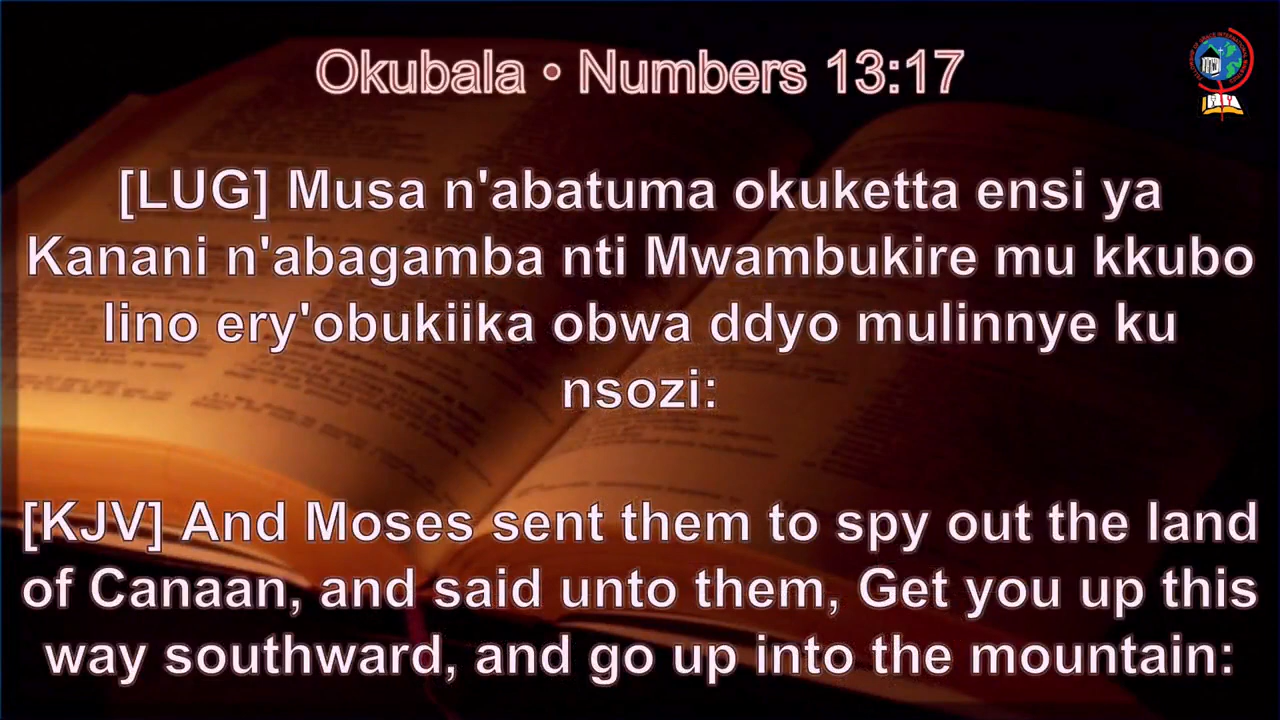 Okubala • Numbers 13:17
[LUG] Musa n'abatuma okuketta ensi ya
Kanani n'abagamba nti Mwambukire mu kkubo
lino ery'obukiika obwa ddyo mulinnye ku
nsozi:
[KJV] And Moses sent them to spy out the land
of Canaan, and said unto them, Get you up this
way southward, and go up into the mountain: